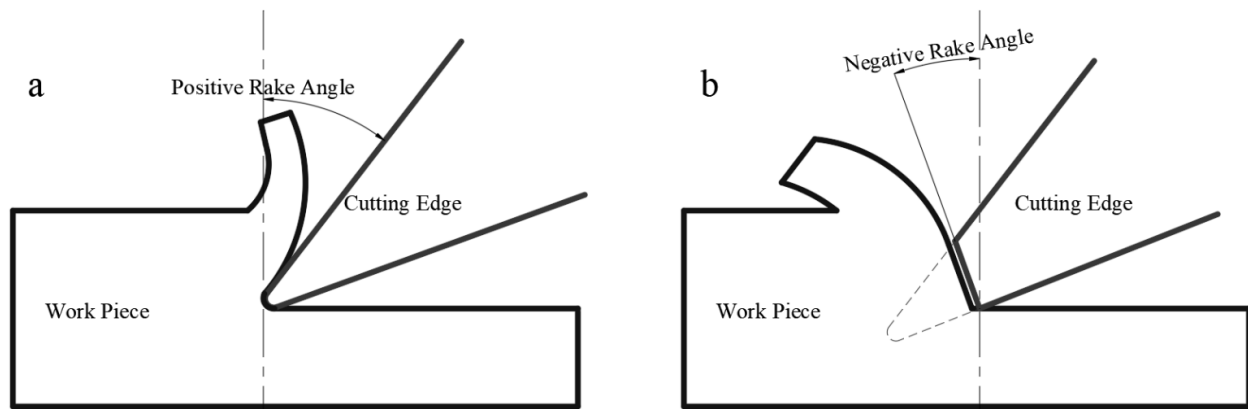 a
Positive Rake Angle
Cutting Edge
Work Piece
b
Negative Rake Angle
Cutting Edge
Work Piece